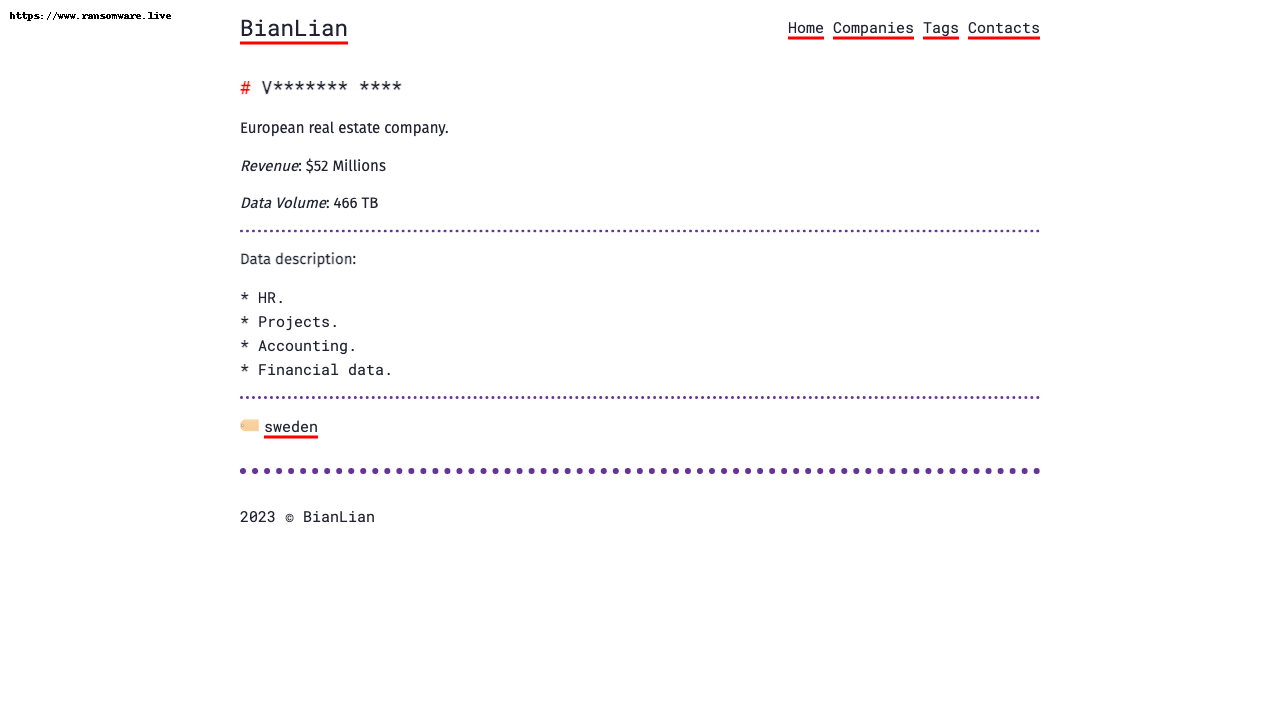 https://www.ransomware.live
BianLian
Home Companies Tags Contacts
# V******* ****
European real estate company.
Revenue: $52 Millions
Data Volume: 466 TB
Data description:
* HR.
* Projects.
* Accounting.
* Financial data.
sweden
2023 © BianLian